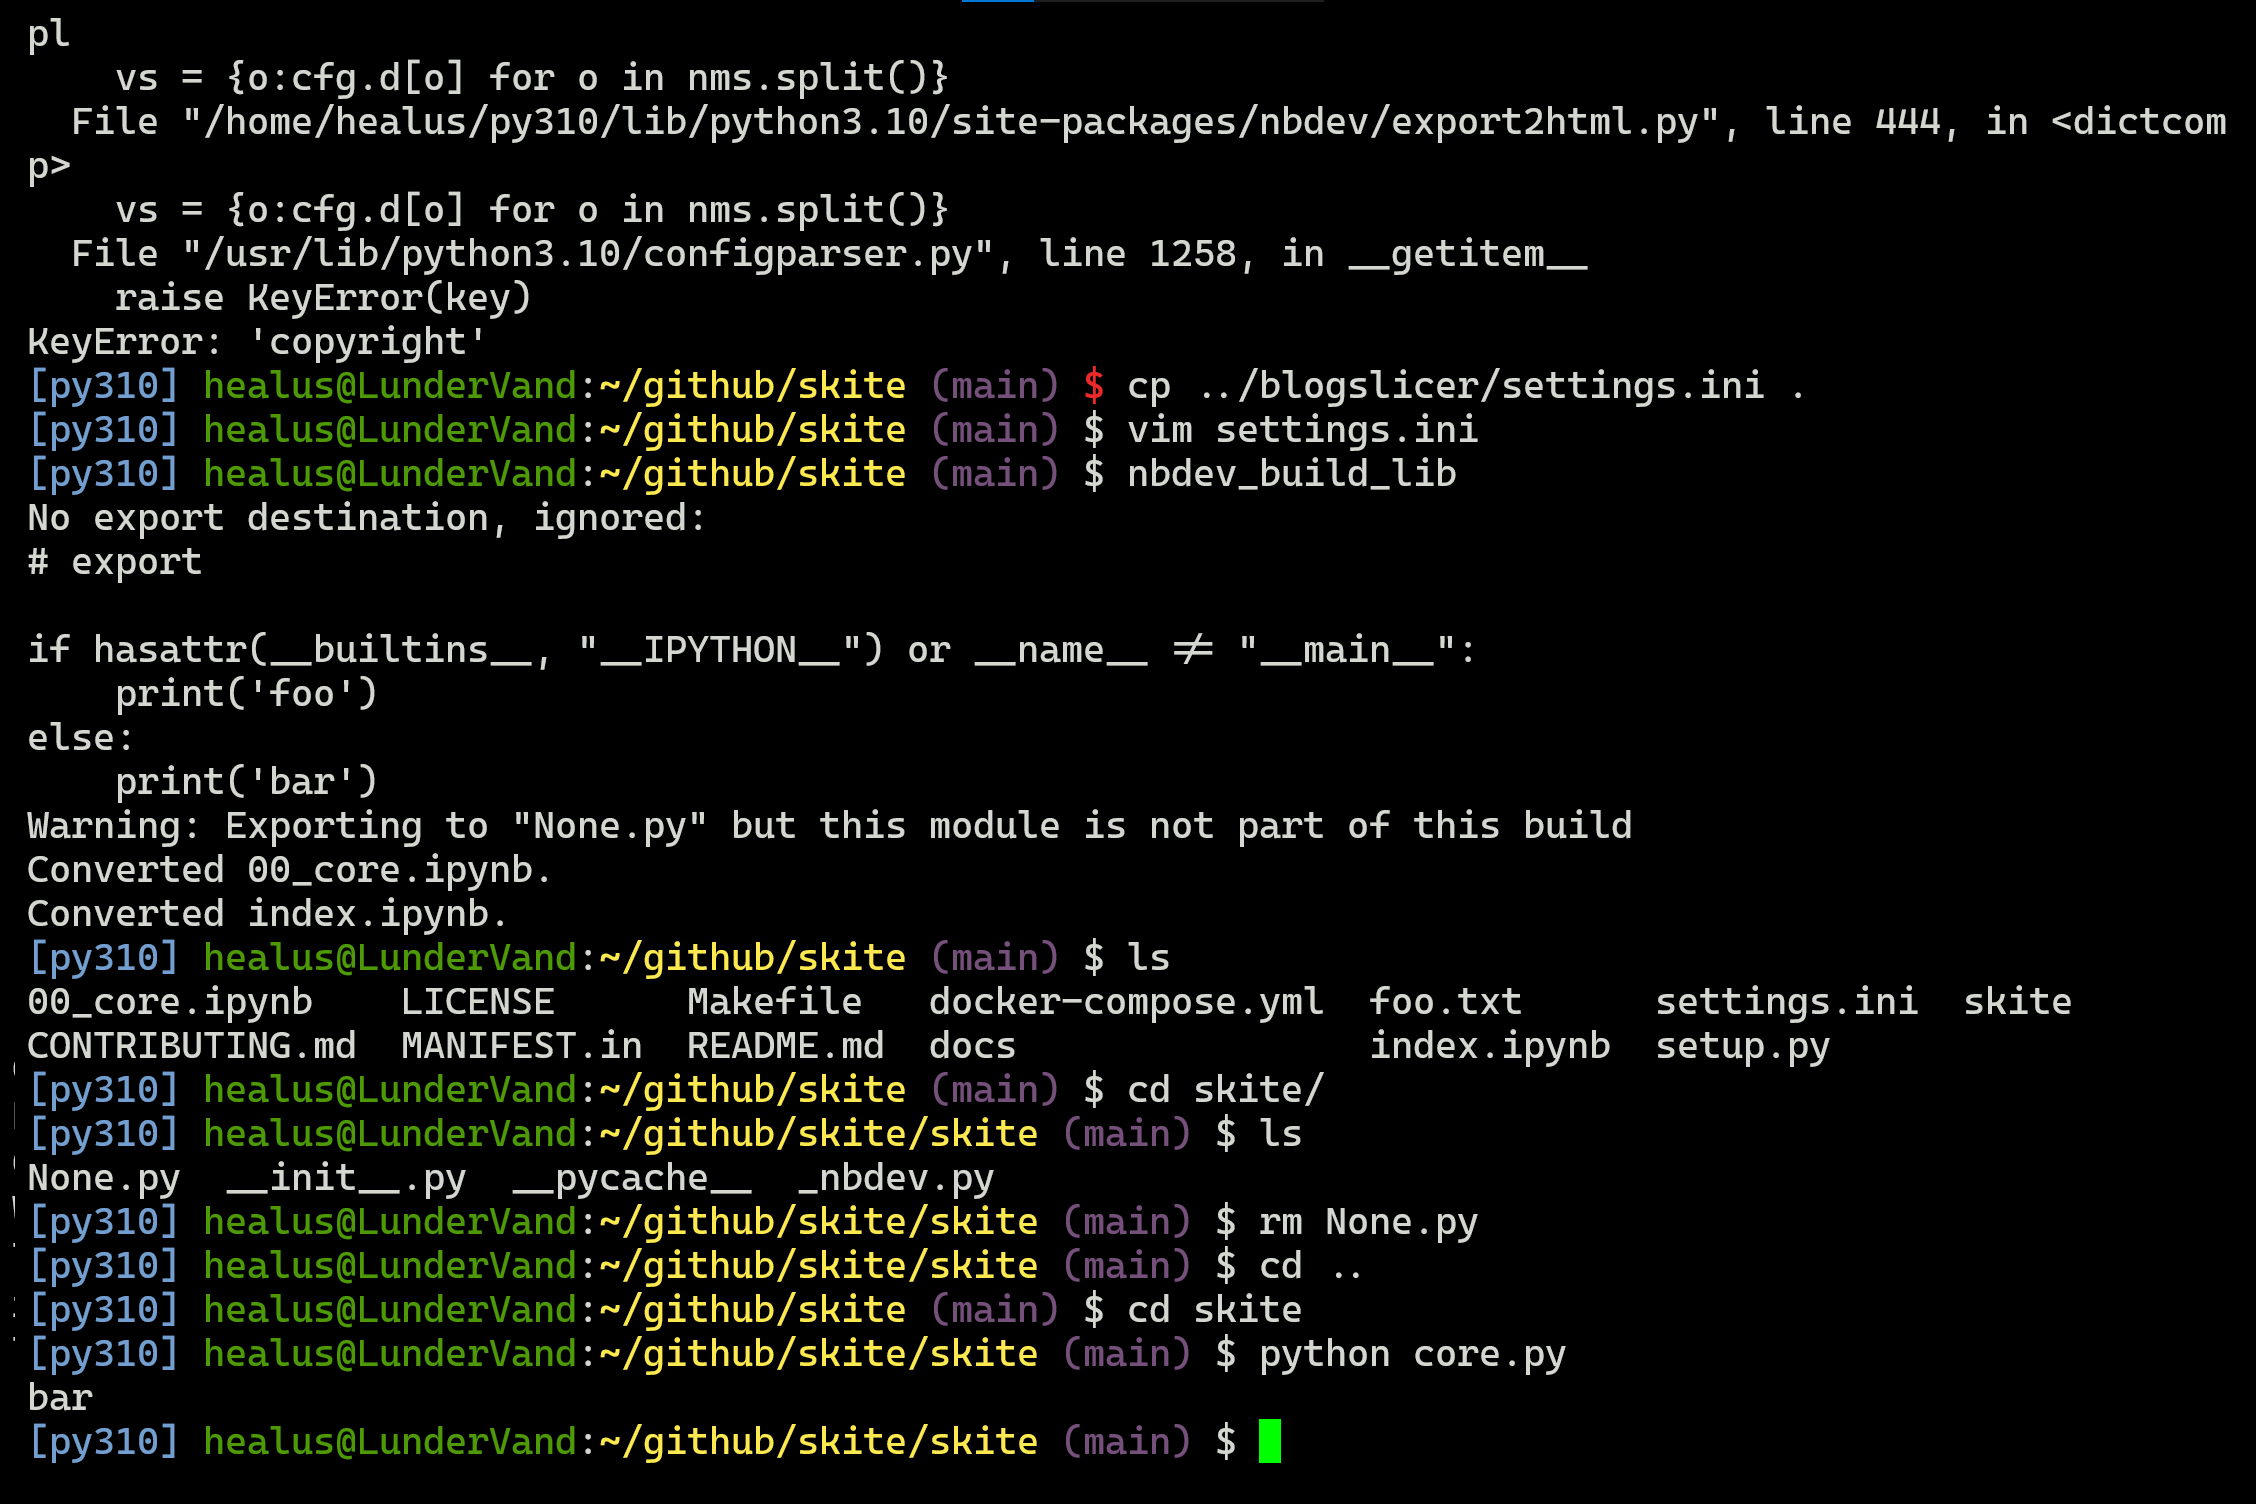 pl
    vs = {o:cfg.d[o] for o in nms.split()}
  File "/home/healus/py310/lib/python3.10/site-packages/nbdev/export2html.py", line 444, in <dictcom
p>
    vs = {o:cfg.d[o] for o in nms.split()}
  File "/usr/lib/python3.10/configparser.py", line 1258, in __getitem__
    raise KeyError(key)
KeyError: 'copyright'
[py310] healus@LunderVand:~/github/skite (main) $ cp ../blogslicer/settings.ini .
[py310] healus@LunderVand:~/github/skite (main) $ vim settings.ini
[py310] healus@LunderVand:~/github/skite (main) $ nbdev_build_lib
No export destination, ignored:
# export

if hasattr(__builtins__, "__IPYTHON__") or __name__ != "__main__":
    print('foo')
else:
    print('bar')
Warning: Exporting to "None.py" but this module is not part of this build
Converted 00_core.ipynb.
Converted index.ipynb.
[py310] healus@LunderVand:~/github/skite (main) $ ls
00_core.ipynb    LICENSE      Makefile   docker-compose.yml  foo.txt      settings.ini  skite
CONTRIBUTING.md  MANIFEST.in  README.md  docs                index.ipynb  setup.py
[py310] healus@LunderVand:~/github/skite (main) $ cd skite/
[py310] healus@LunderVand:~/github/skite/skite (main) $ ls
None.py  __init__.py  __pycache__  _nbdev.py
[py310] healus@LunderVand:~/github/skite/skite (main) $ rm None.py
[py310] healus@LunderVand:~/github/skite/skite (main) $ cd ..
[py310] healus@LunderVand:~/github/skite (main) $ cd skite
[py310] healus@LunderVand:~/github/skite/skite (main) $ python core.py
bar
[py310] healus@LunderVand:~/github/skite/skite (main) $